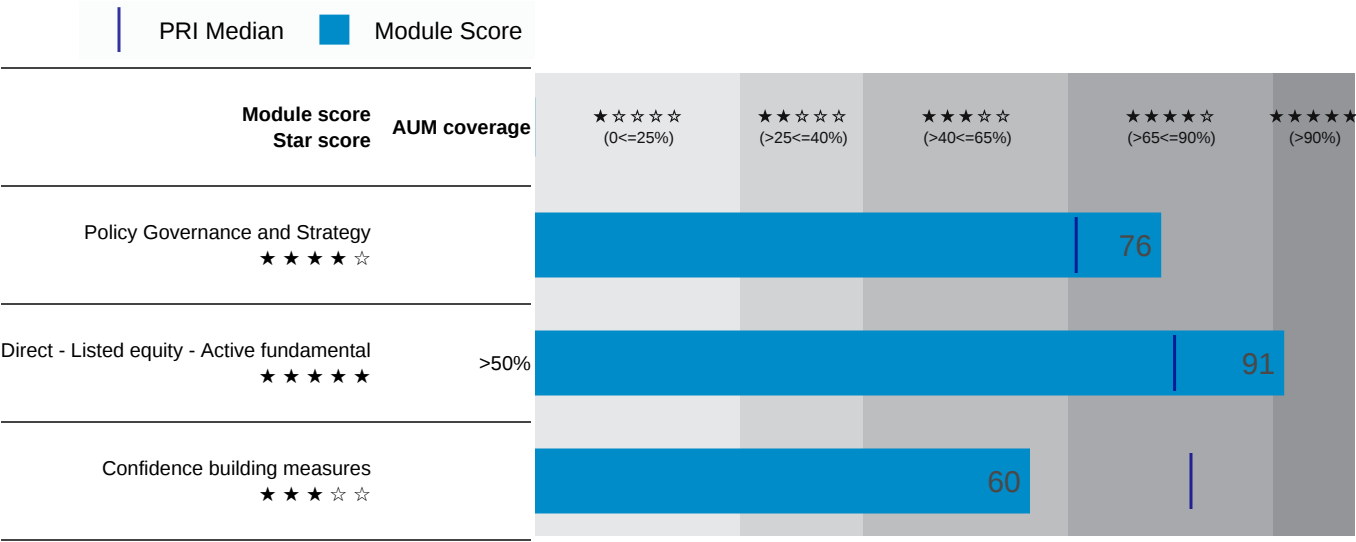 PRI Median Module Score
Module score
Star score
AUM coverage
★☆☆☆☆
(0<=25%)
★★☆☆☆
(>25<=40%)
★★★☆☆
(>40<=65%)
★★★★☆
(>65<=90%)
★★★★★
(>90%)
Policy Governance and Strategy
★★★★☆
76
Direct - Listed equity - Active fundamental
★★★★★
>50%
91
Confidence building measures
★★★☆☆
60